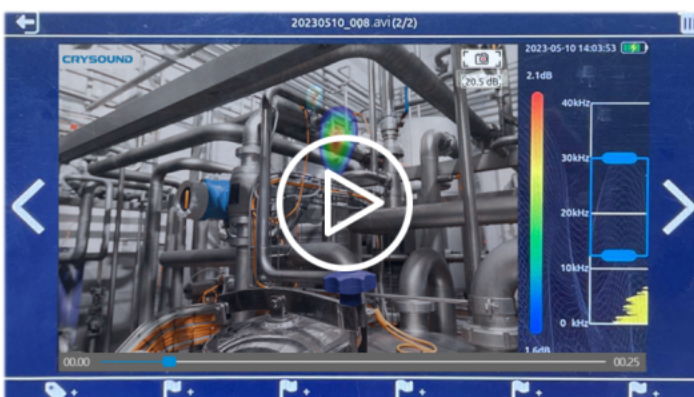 20230510_008.avi(2/2)
CRYSOUND
20.5 dB
2023-05-10 14:03:53
2.1dB
40kHz
30kHz
20kHz
10kHz
0 kHz
1.6dB
00.00
00.25